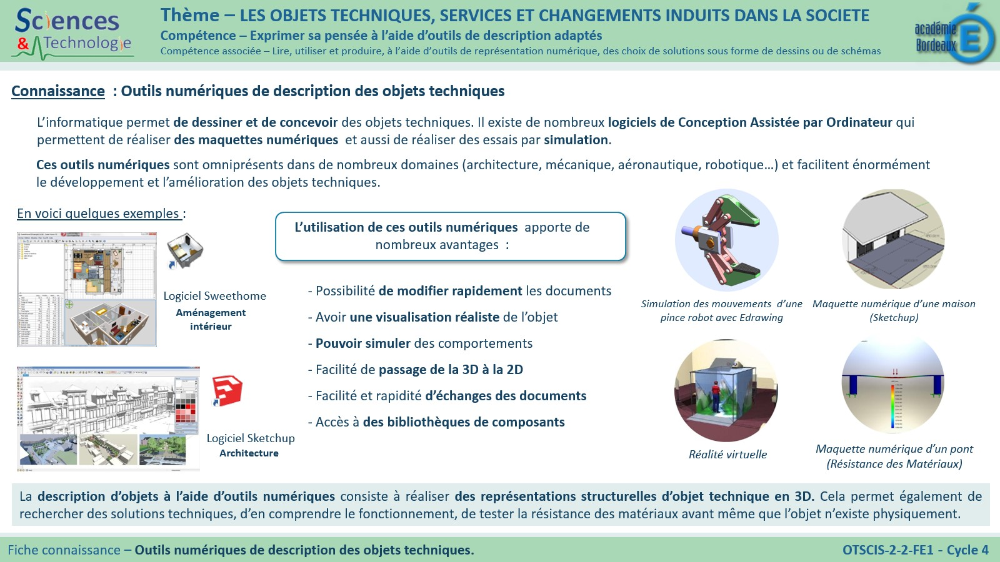 Sciences
& Technologie
Thème – LES OBJETS TECHNIQUES, SERVICES ET CHANGEMENTS INDUITS DANS LA SOCIETE
Compétence – Exprimer sa pensée à l’aide d’outils de description adaptés
Compétence associée – Lire, utiliser et produire, à l’aide d’outils de représentation numérique, des choix de solutions sous forme de dessins ou de schémas
académie
Bordeaux
Connaissance : Outils numériques de description des objets techniques
L’informatique permet de dessiner et de concevoir des objets techniques. Il existe de nombreux logiciels de Conception Assistée par Ordinateur qui
permettent de réaliser des maquettes numériques et aussi de réaliser des essais par simulation.
Ces outils numériques sont omniprésents dans de nombreux domaines (architecture, mécanique, aéronautique, robotique…) et facilitent énormément
le développement et l’amélioration des objets techniques.
En voici quelques exemples :
Logiciel Sweethome
Aménagement
intérieur
Logiciel Sketchup
Architecture
L’utilisation de ces outils numériques apporte de
nombreux avantages :
- Possibilité de modifier rapidement les documents
- Avoir une visualisation réaliste de l’objet
- Pouvoir simuler des comportements
- Facilité de passage de la 3D à la 2D
- Facilité et rapidité d’échanges des documents
- Accès à des bibliothèques de composants
Simulation des mouvements d’une
pince robot avec Edrawing
Maquette numérique d’une maison
(Sketchup)
Réalité virtuelle
Maquette numérique d’un pont
(Résistance des Matériaux)
La description d’objets à l’aide d’outils numériques consiste à réaliser des représentations structurelles d’objet technique en 3D. Cela permet également de
rechercher des solutions techniques, d’en comprendre le fonctionnement, de tester la résistance des matériaux avant même que l’objet n’existe physiquement.
Fiche connaissance – Outils numériques de description des objets techniques.
OTSCIS-2-2-FE1 - Cycle 4